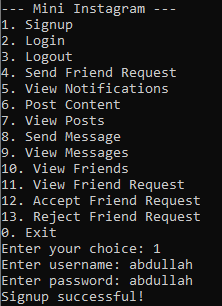 --- Mini Instagram ---
1. Signup
2. Login
3. Logout
4. Send Friend Request
5. View Notifications
6. Post Content
7. View Posts
8. Send Message
9. View Messages
10. View Friends
11. View Friend Request
12. Accept Friend Request
13. Reject Friend Request
0. Exit
Enter your choice: 1
Enter username: abdullah
Enter password: abdullah
Signup successful!